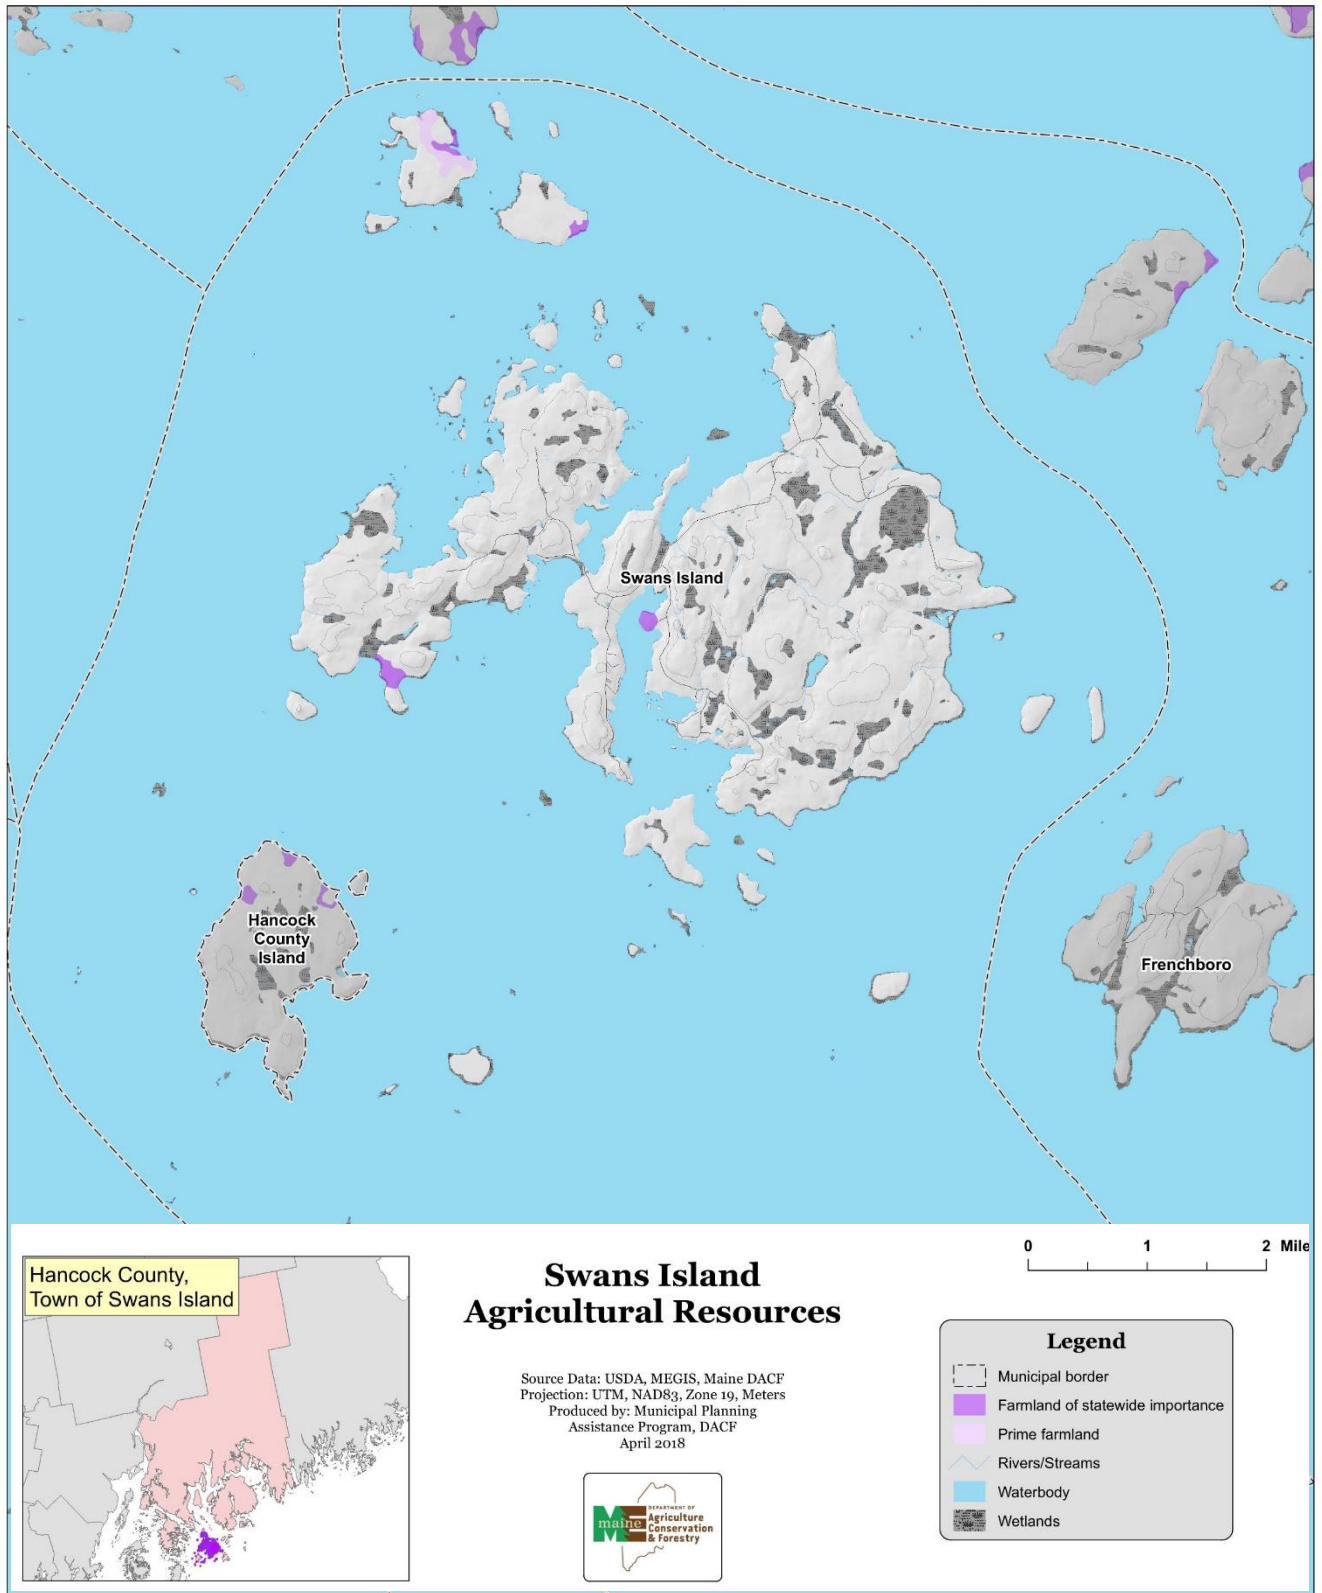 Swans Island
Hancock
County
Island
Frenchboro
Hancock County,
Town of Swans Island
Swans Island
Agricultural Resources
Source Data: USDA, MEGIS, Maine DACF
Projection: UTM, NAD83, Zone 19, Meters
Produced by: Municipal Planning
Assistance Program, DACF
April 2018
maine
DEPARTMENT OF
Agriculture
Conservation
& Forestry
0 1 2 Mile
Legend
Municipal border
Farmland of statewide importance
Prime farmland
Rivers/Streams
Waterbody
Wetlands